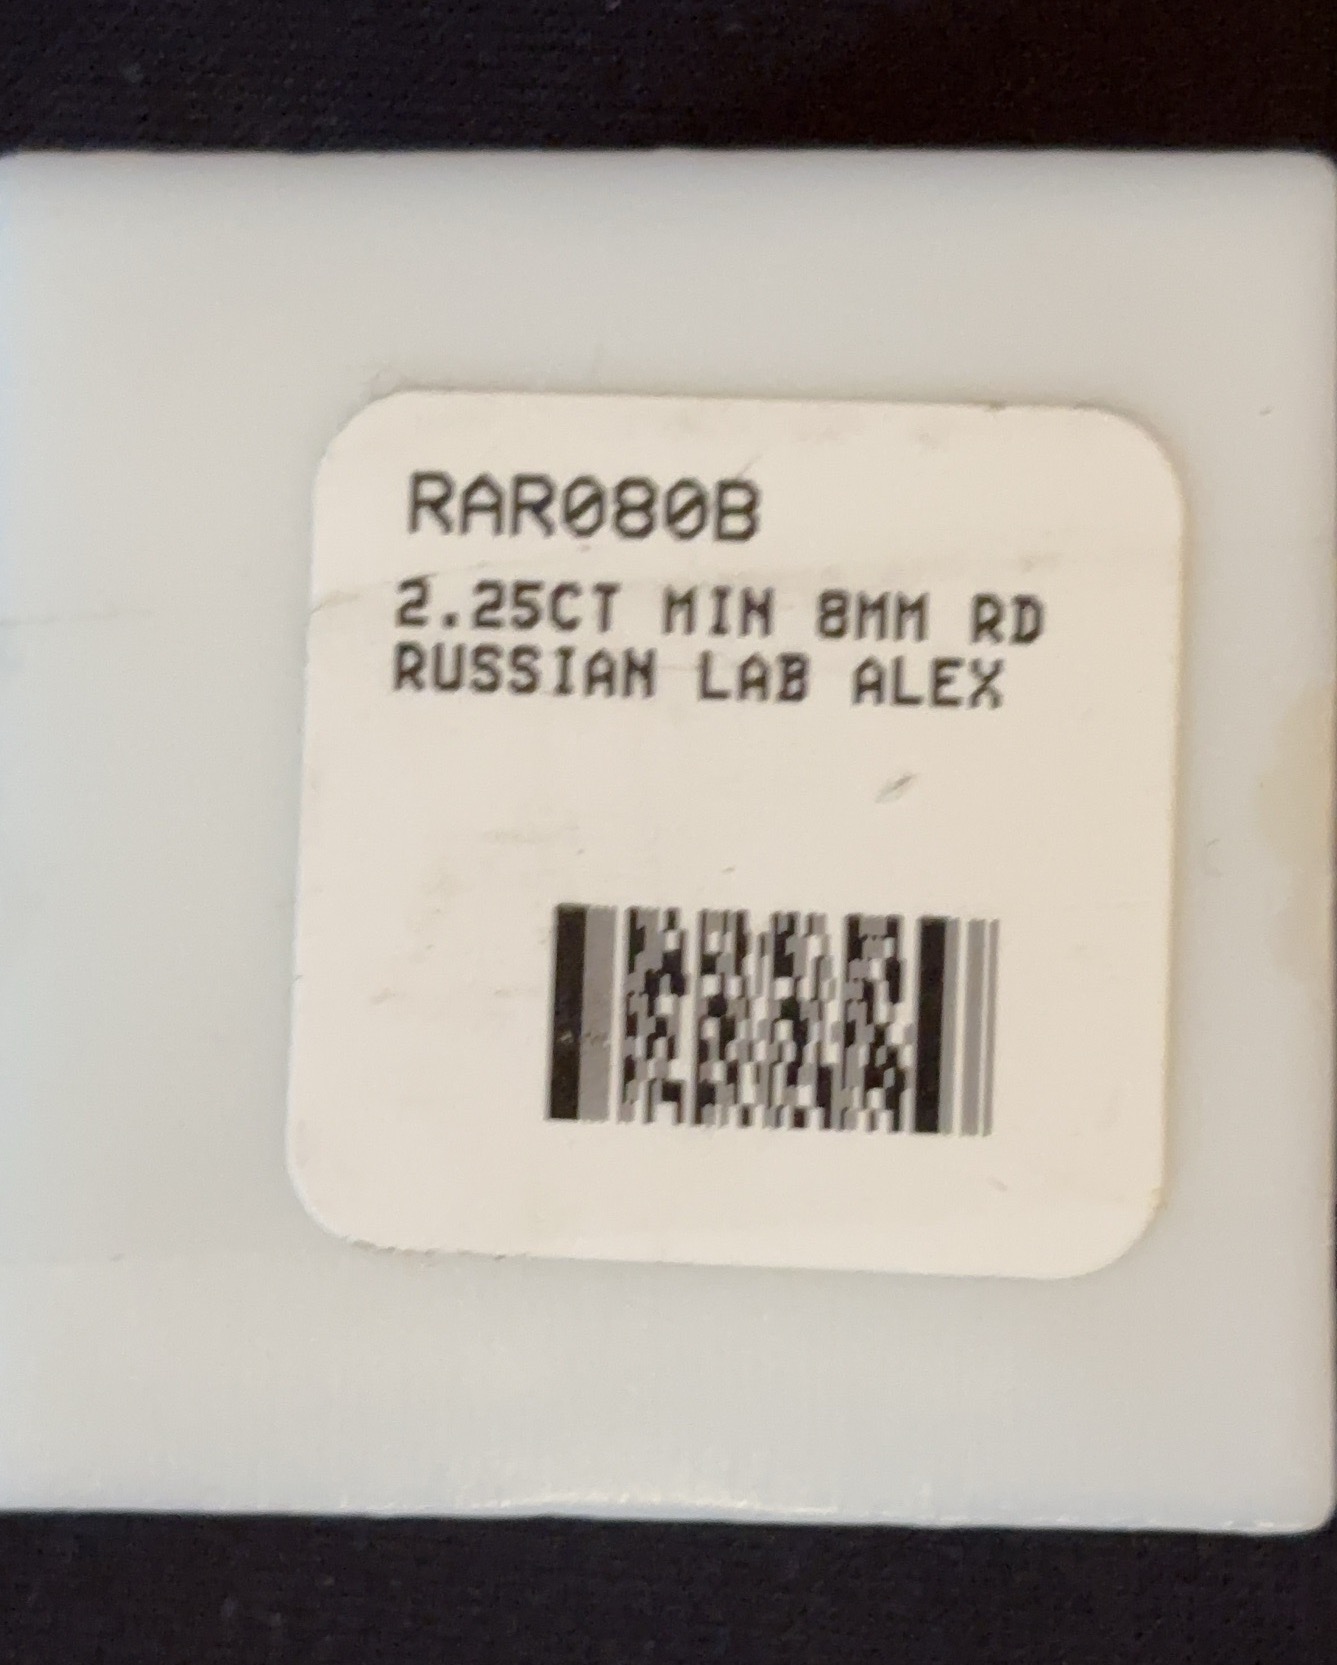 RAR080B
2.25CT MIN 8MM RD
RUSSIAN LAB ALEX